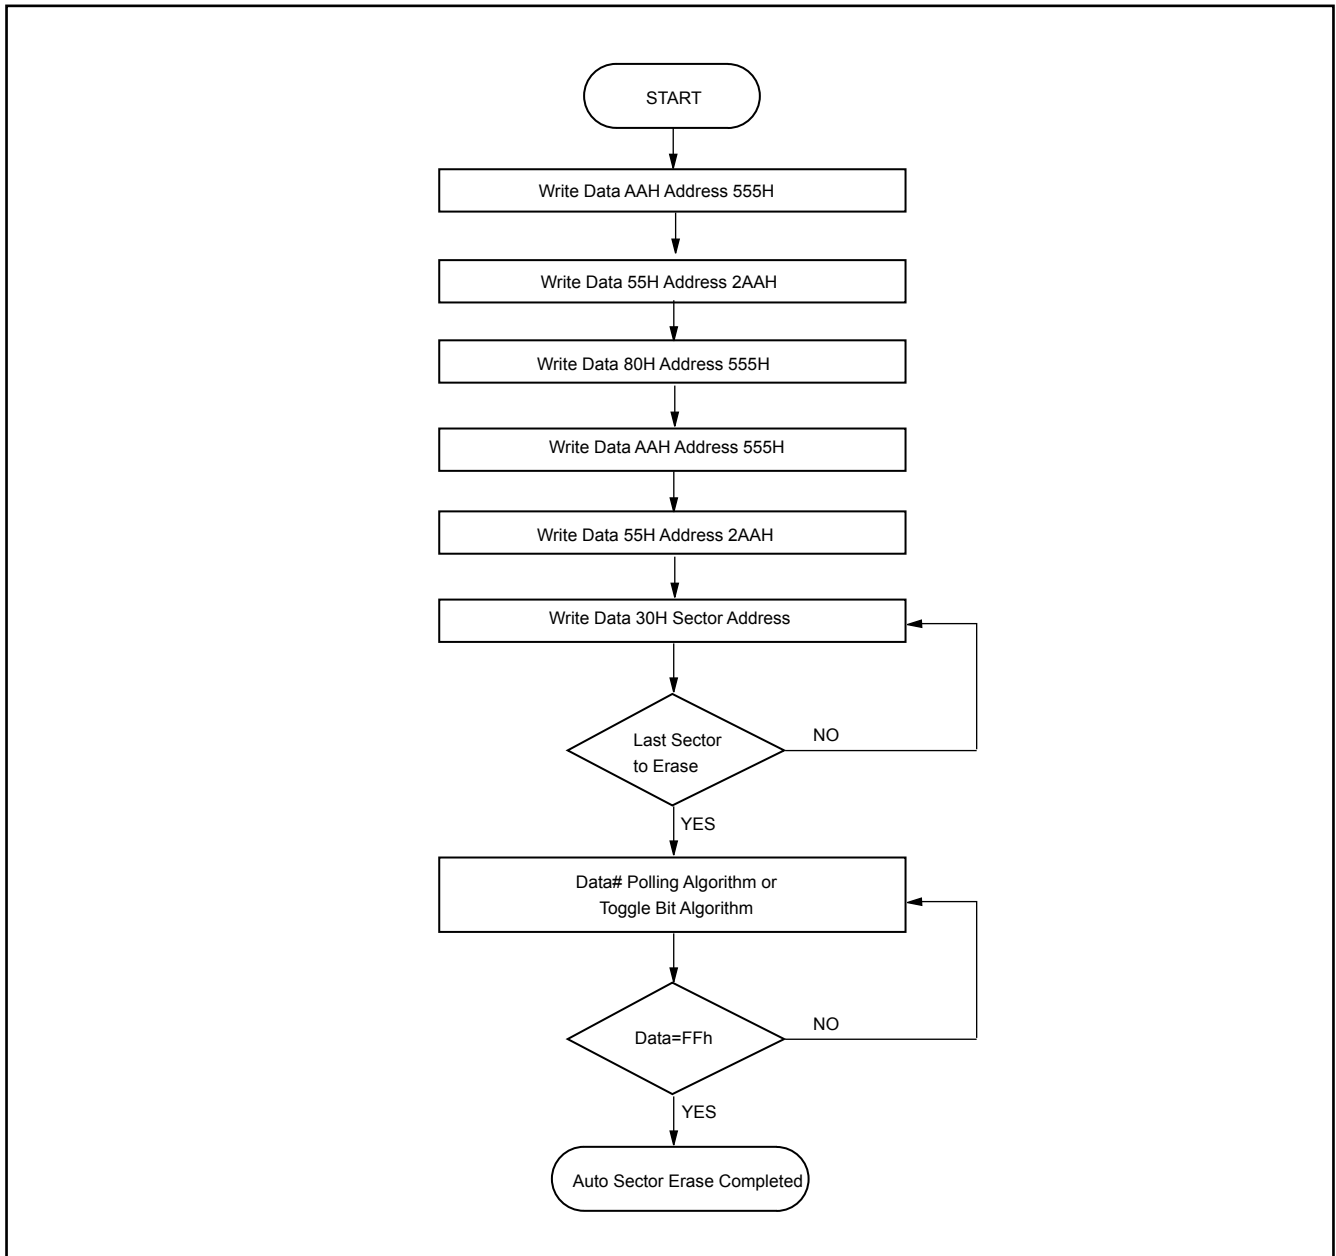 START
Write Data AAH Address 555H
Write Data 55H Address 2AAH
Write Data 80H Address 555H
Write Data AAH Address 555H
Write Data 55H Address 2AAH
Write Data 30H Sector Address
Last Sector
to Erase
NO
YES
Data# Polling Algorithm or
Toggle Bit Algorithm
Data=FFh
NO
YES
Auto Sector Erase Completed